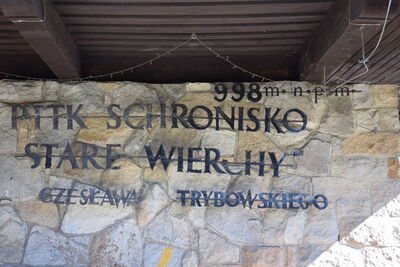 998 m·n·p·m
PTTK SCHRONISKO
STARE WIERCHY
CZESŁAWA TRYBOWSKIEGO